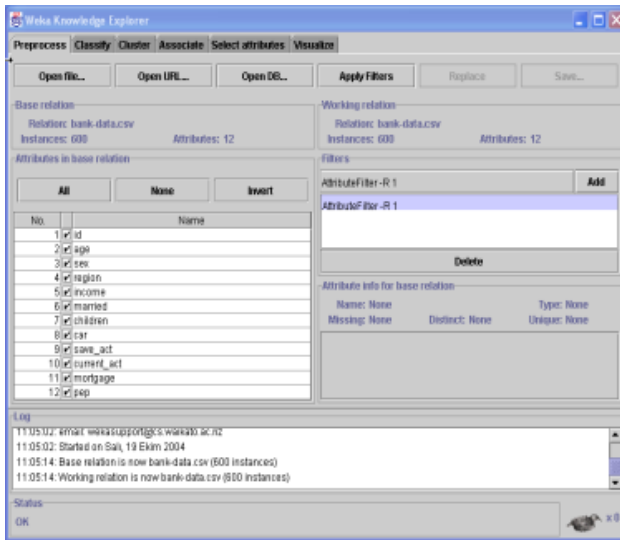 Weka Knowledge Explorer
Preprocess Classify Cluster Associate Select attributes Visualize
Open file... Open URL... Open DB... Apply Filters Replace Save...
Base relation
Relation: bank-data.csv
Instances: 600 Attributes: 12
Working relation
Relation: bank-data.csv
Instances: 600 Attributes: 12
Attributes in base relation
All None Invert
No. Name
1 id
2 age
3 sex
4 region
5 income
6 married
7 children
8 car
9 save_act
10 current_act
11 mortgage
12 pep
Filters
AttributeFilter -R 1 Add
AttributeFilter -R 1
Delete
Attribute info for base relation
Name: None Type: None
Missing: None Distinct: None Unique: None
Log
11:05:02: email: wekasupport@cs.waikato.ac.nz
11:05:02: Started on Salı, 19 Ekim 2004
11:05:14: Base relation is now bank-data.csv (600 instances)
11:05:14: Working relation is now bank-data.csv (600 instances)
Status
OK
x 0